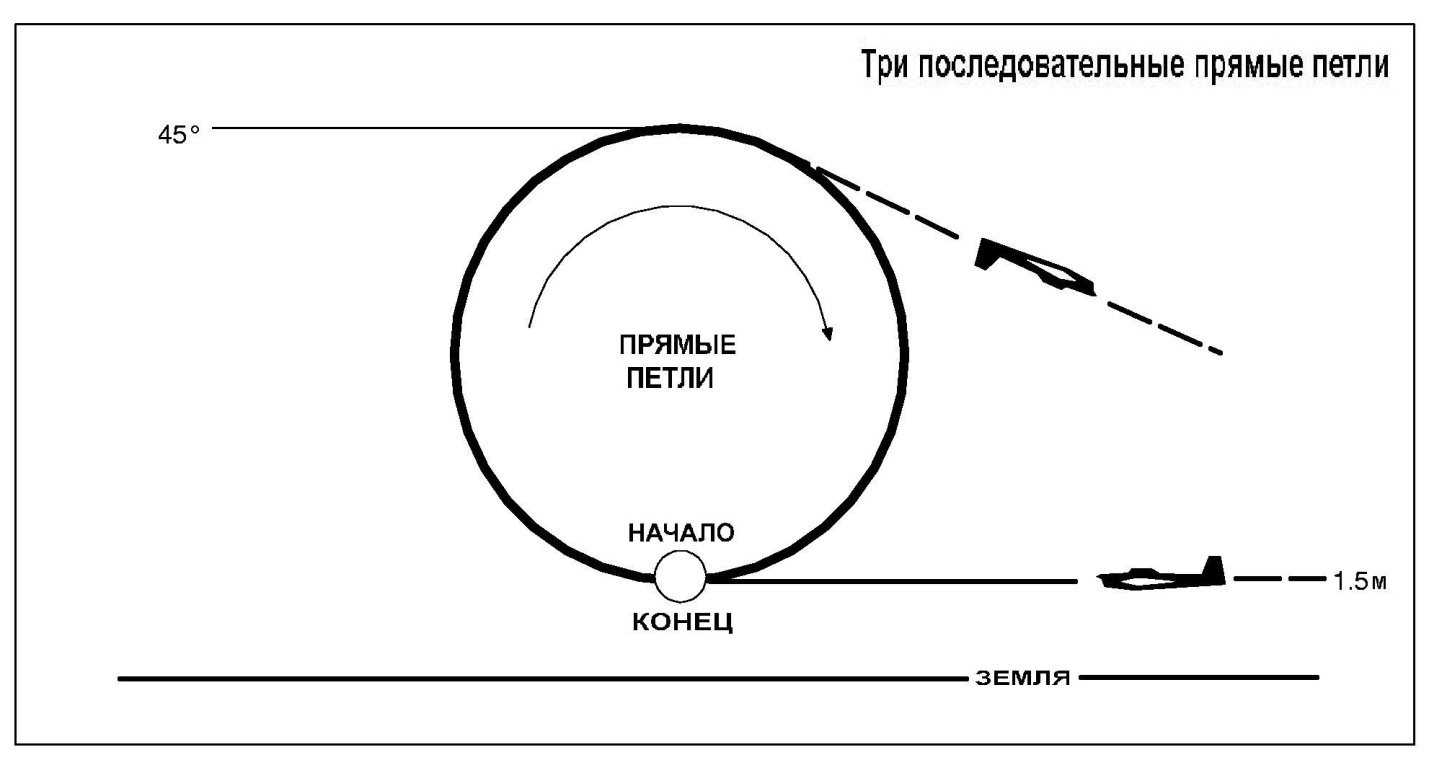 Три последовательные прямые петли
45°
ПРЯМЫЕ
ПЕТЛИ
НАЧАЛО
КОНЕЦ
1.5м
ЗЕМЛЯ